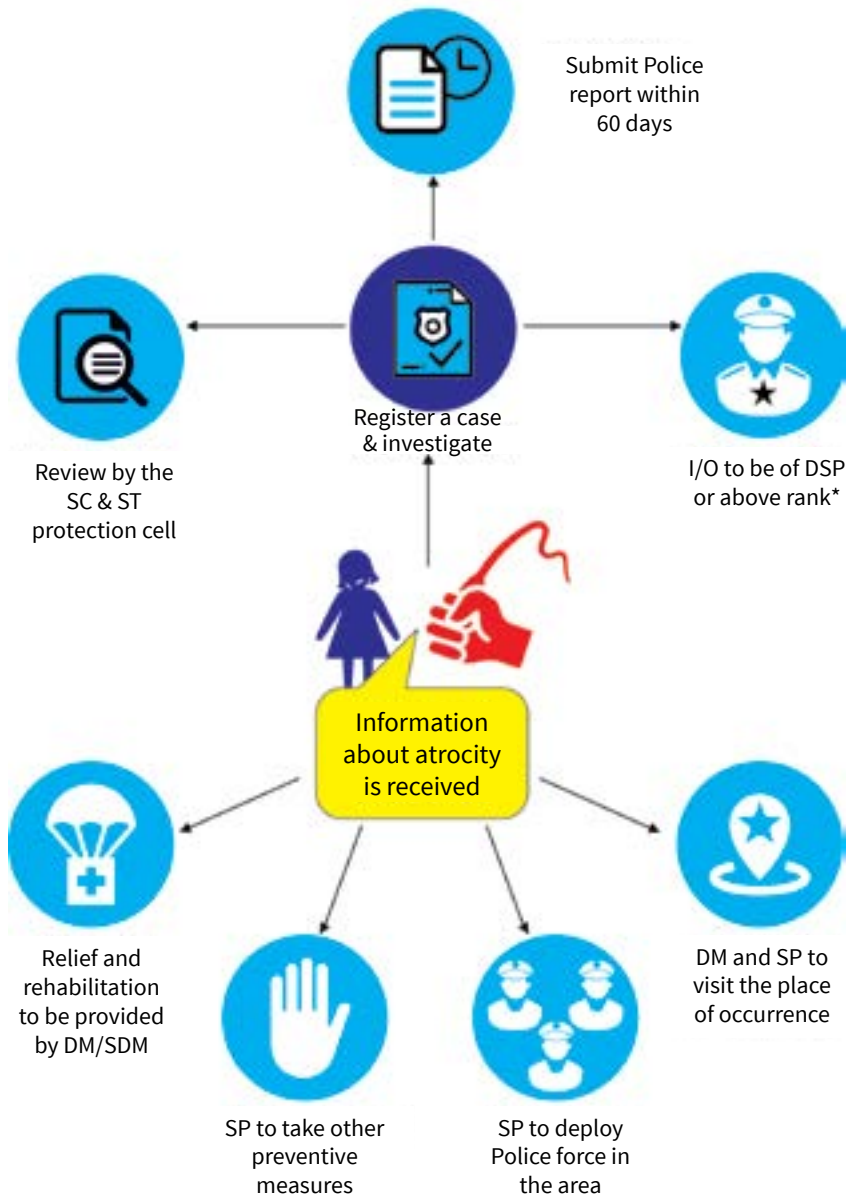 Submit Police
report within
60 days
Register a case
& investigate
Review by the
SC & ST
protection cell
I/O to be of DSP
or above rank*
Information
about atrocity
is received
Relief and
rehabilitation
to be provided
by DM/SDM
DM and SP to
visit the place
of occurrence
SP to take other
preventive
measures
SP to deploy
Police force in
the area